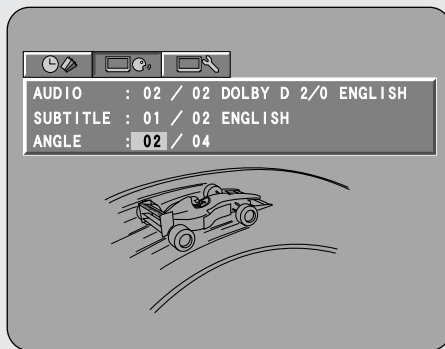 AUDIO : 02 / 02 DOLBY D 2/0 ENGLISH
SUBTITLE : 01 / 02 ENGLISH
ANGLE : 02 / 04